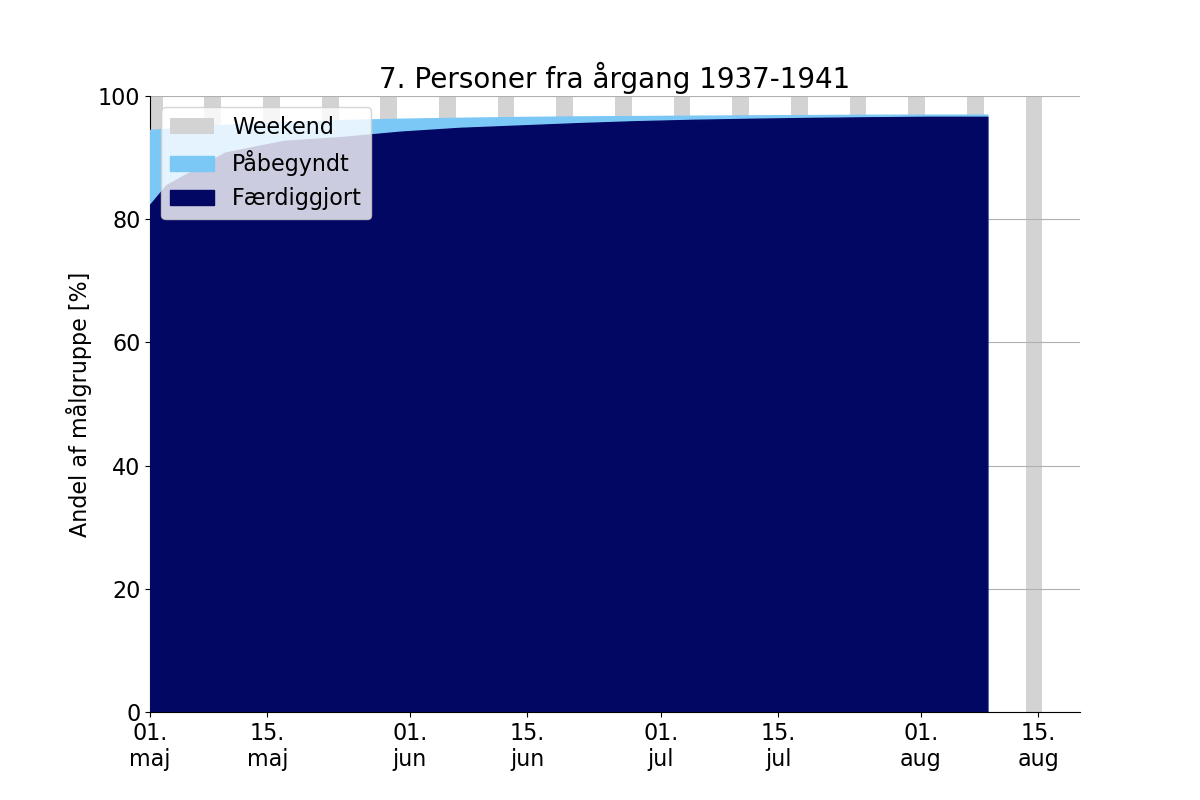 7. Personer fra årgang 1937-1941
Andel af målgruppe [%]
100
80
60
40
20
0
Weekend
Påbegyndt
Færdiggjort
01. 15. 01. 15. 01. 15. 01. 15.
maj maj jun jun jul jul aug aug